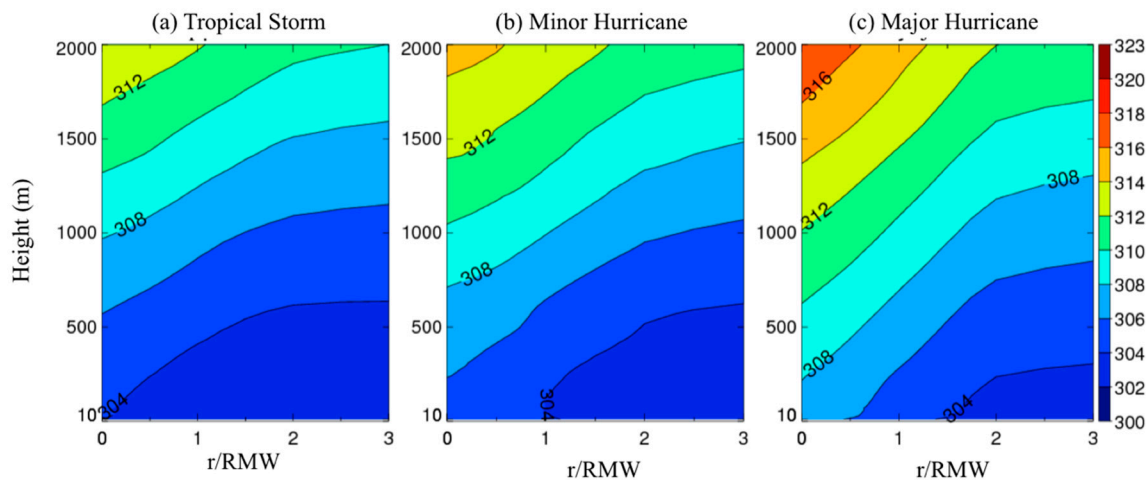 (a) Tropical Storm (b) Minor Hurricane (c) Major Hurricane
2000 2000 2000 323
320
312 316 318
1500 1500 1500 316
312 314
308 308
1000 1000 312 1000 312
308 310
308
500 500 500 306
308 304
304 304 304 302
10 10 10 300
0 1 2 3 0 1 2 3 0 1 2 3
r/RMW r/RMW r/RMW
Height (m)